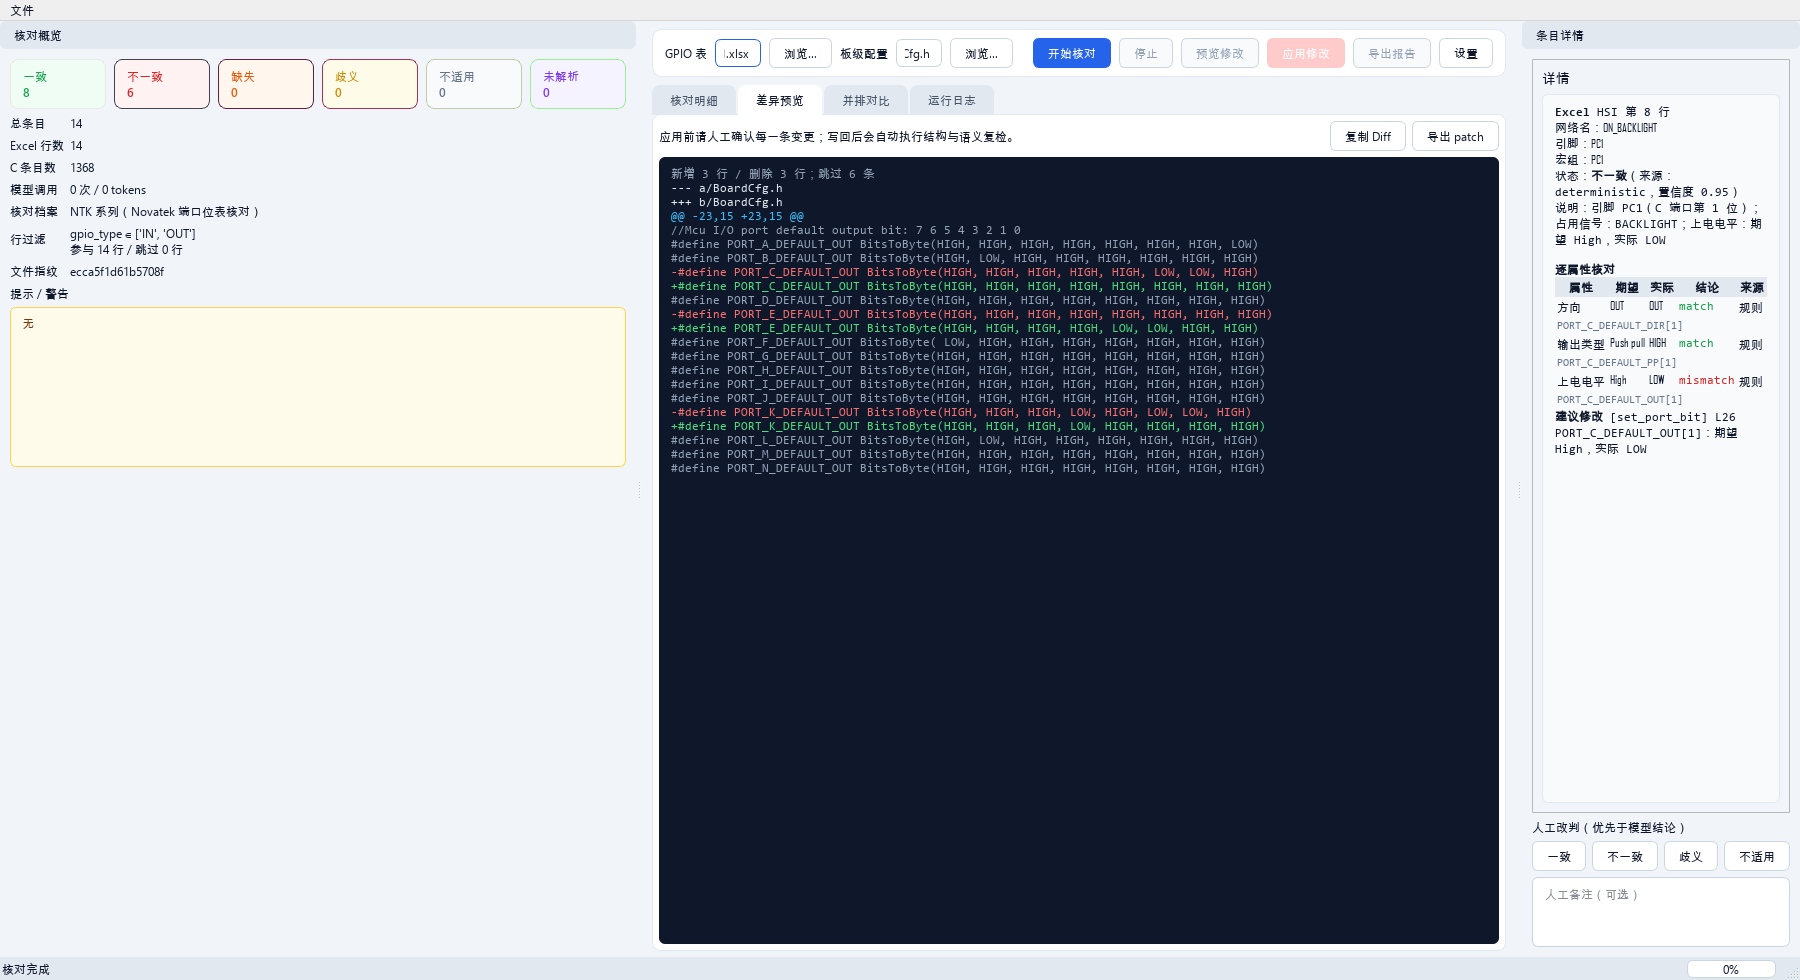 文件
核对概览
一致
8
不一致
6
缺失
0
歧义
0
不适用
0
未解析
0
总条目 14
Excel 行数 14
C 条目数 1368
模型调用 0 次 / 0 tokens
核对档案 NTK 系列 ( Novatek 端口位表核对 )
行过滤 gpio_type ∈ ['IN', 'OUT']
参与 14 行 / 跳过 0 行
文件指纹 ecca5f1d61b5708f
提示 / 警告
无
GPIO 表 .xlsx 浏览... 板级配置 Cfg.h 浏览... 开始核对 停止 预览修改 应用修改 导出报告 设置
核对明细 差异预览 并排对比 运行日志
应用前请人工确认每一条变更；写回后会自动执行结构与语义复检。 复制 Diff 导出 patch
新增 3 行 / 删除 3 行；跳过 6 条
--- a/BoardCfg.h
+++ b/BoardCfg.h
@@ -23,15 +23,15 @@
//Mcu I/O port default output bit: 7 6 5 4 3 2 1 0
#define PORT_A_DEFAULT_OUT BitsToByte(HIGH, HIGH, HIGH, HIGH, HIGH, HIGH, HIGH, LOW)
#define PORT_B_DEFAULT_OUT BitsToByte(HIGH, LOW, HIGH, HIGH, HIGH, HIGH, HIGH, HIGH)
-#define PORT_C_DEFAULT_OUT BitsToByte(HIGH, HIGH, HIGH, HIGH, HIGH, LOW, LOW, HIGH)
+#define PORT_C_DEFAULT_OUT BitsToByte(HIGH, HIGH, HIGH, HIGH, HIGH, HIGH, HIGH, HIGH)
#define PORT_D_DEFAULT_OUT BitsToByte(HIGH, HIGH, HIGH, HIGH, HIGH, HIGH, HIGH, HIGH)
-#define PORT_E_DEFAULT_OUT BitsToByte(HIGH, HIGH, HIGH, HIGH, HIGH, HIGH, HIGH, HIGH)
+#define PORT_E_DEFAULT_OUT BitsToByte(HIGH, HIGH, HIGH, HIGH, LOW, LOW, HIGH, HIGH)
#define PORT_F_DEFAULT_OUT BitsToByte( LOW, HIGH, HIGH, HIGH, HIGH, HIGH, HIGH, HIGH)
#define PORT_G_DEFAULT_OUT BitsToByte(HIGH, HIGH, HIGH, HIGH, HIGH, HIGH, HIGH, HIGH)
#define PORT_H_DEFAULT_OUT BitsToByte(HIGH, HIGH, HIGH, HIGH, HIGH, HIGH, HIGH, HIGH)
#define PORT_I_DEFAULT_OUT BitsToByte(HIGH, HIGH, HIGH, HIGH, HIGH, HIGH, HIGH, HIGH)
#define PORT_J_DEFAULT_OUT BitsToByte(HIGH, HIGH, HIGH, HIGH, HIGH, HIGH, HIGH, HIGH)
-#define PORT_K_DEFAULT_OUT BitsToByte(HIGH, HIGH, HIGH, LOW, HIGH, LOW, LOW, HIGH)
+#define PORT_K_DEFAULT_OUT BitsToByte(HIGH, HIGH, HIGH, LOW, HIGH, HIGH, HIGH, HIGH)
#define PORT_L_DEFAULT_OUT BitsToByte(HIGH, LOW, HIGH, HIGH, HIGH, HIGH, HIGH, HIGH)
#define PORT_M_DEFAULT_OUT BitsToByte(HIGH, HIGH, HIGH, HIGH, HIGH, HIGH, HIGH, HIGH)
#define PORT_N_DEFAULT_OUT BitsToByte(HIGH, HIGH, HIGH, HIGH, HIGH, HIGH, HIGH, HIGH)
条目详情
详情
Excel HSI 第 8 行
网络名：ON_BACKLIGHT
引脚：PC1
宏组：PC1
状态：不一致 ( 来源：
deterministic，置信度 0.95 )
说明：引脚 PC1 ( C 端口第 1 位 )；
占用信号：BACKLIGHT；上电电平：期
望 High，实际 LOW
逐属性核对
属性 期望 实际 结论 来源
方向 OUT OUT match 规则
PORT_C_DEFAULT_DIR[1]
输出类型 Push pull HIGH match 规则
PORT_C_DEFAULT_PP[1]
上电电平 High LOW mismatch 规则
PORT_C_DEFAULT_OUT[1]
建议修改 [set_port_bit] L26
PORT_C_DEFAULT_OUT[1]：期望
High，实际 LOW
人工改判 ( 优先于模型结论 )
一致 不一致 歧义 不适用
人工备注 ( 可选 )
核对完成 0%